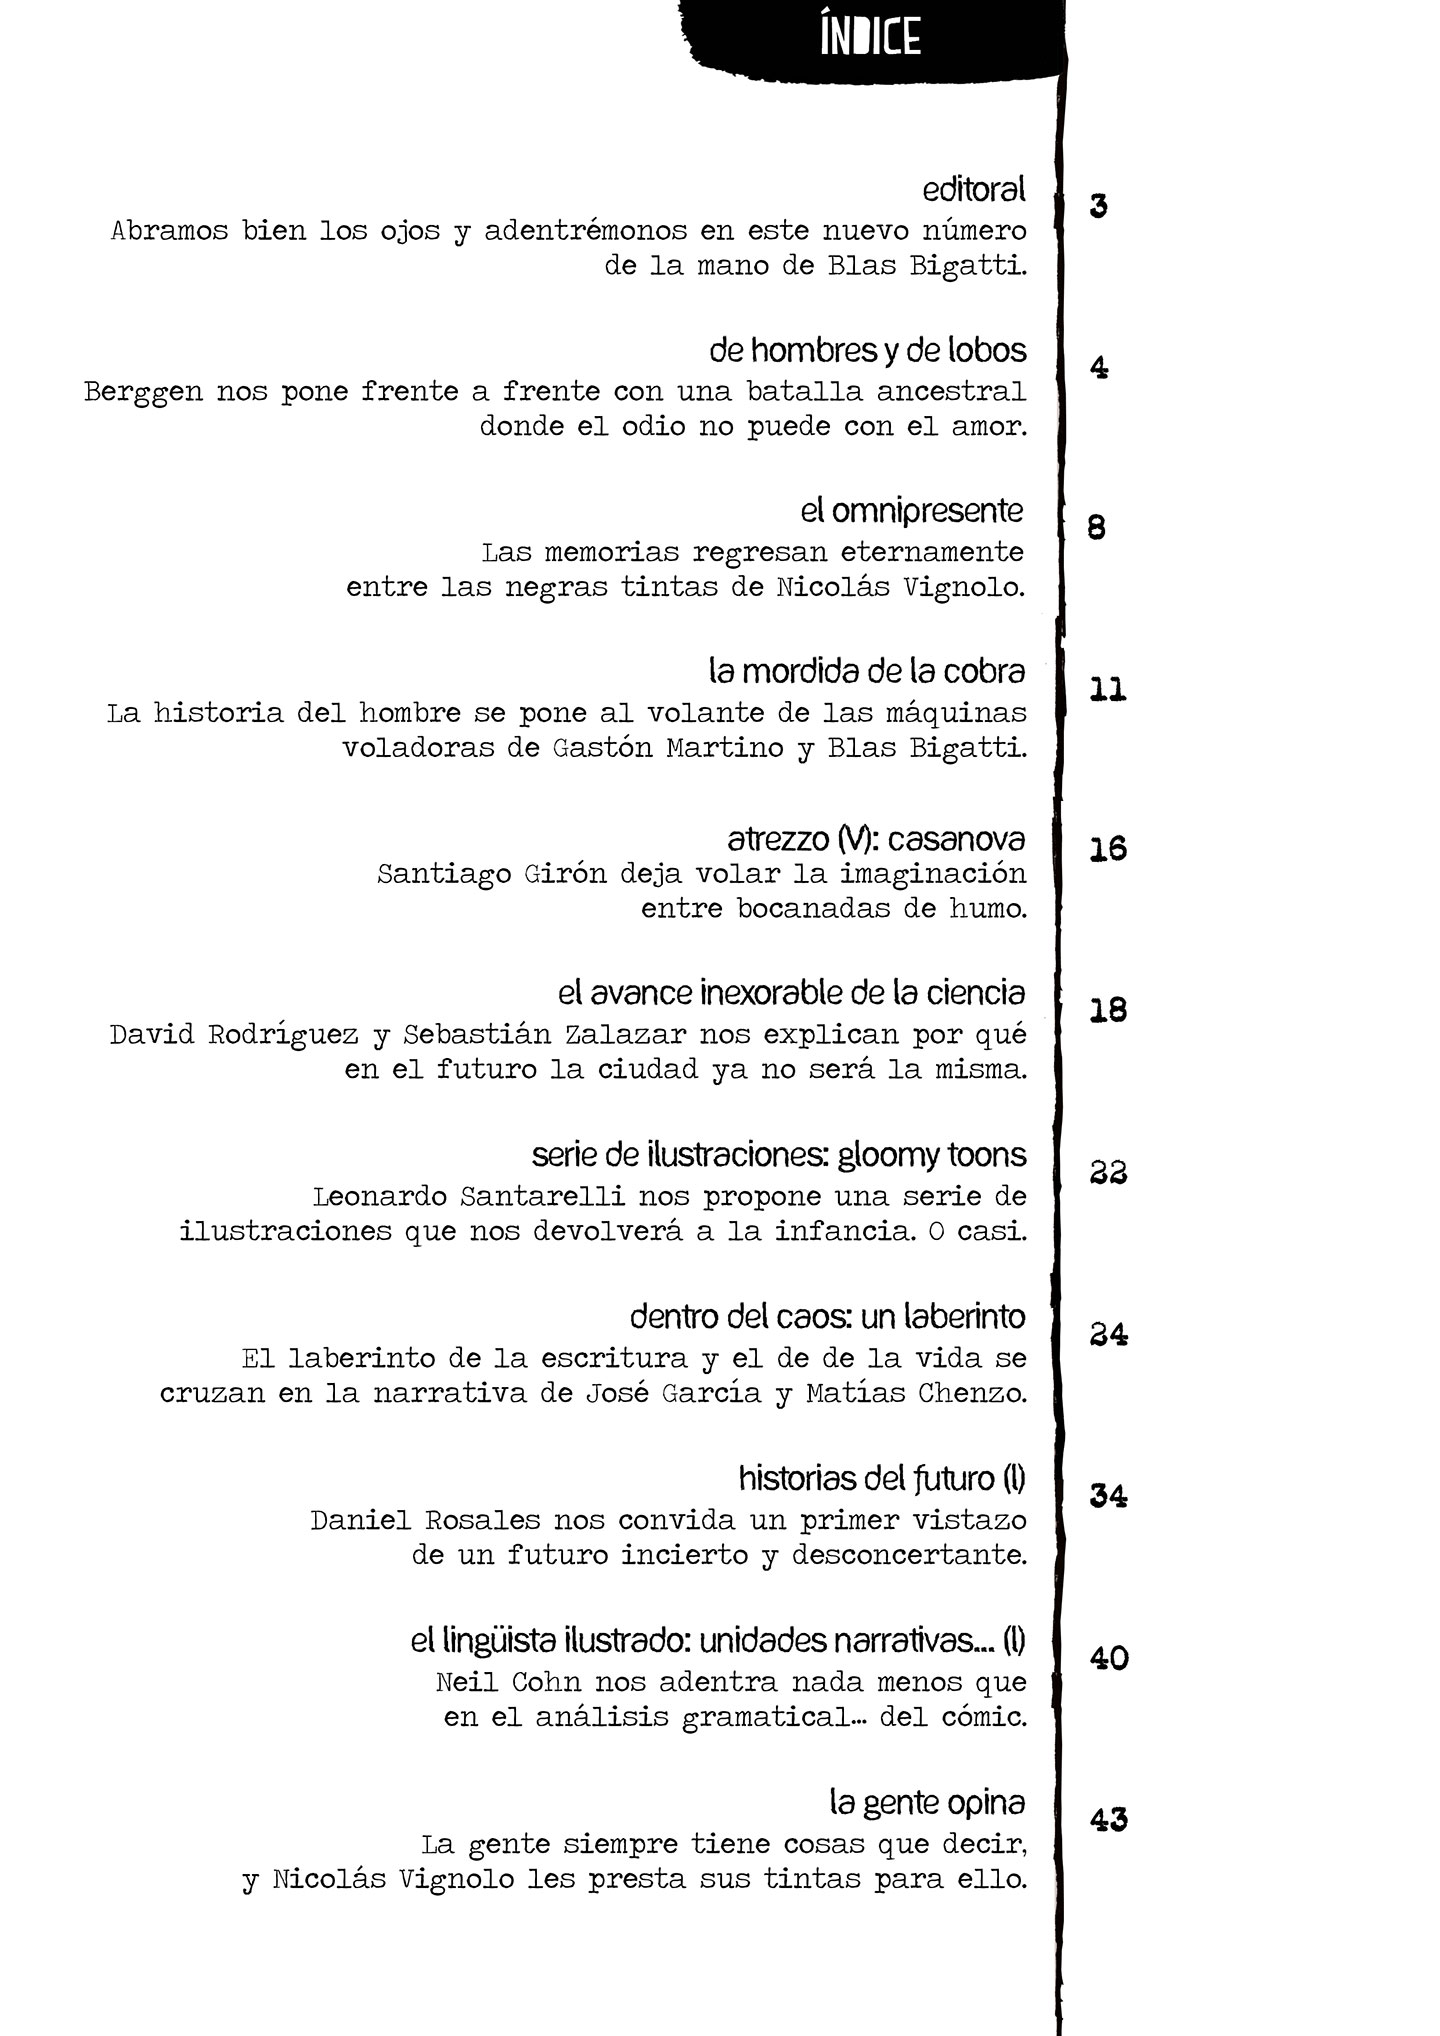 ÍNDICE
editoral
3
Abramos bien los ojos y adentrémonos en este nuevo número
de la mano de Blas Bigatti.
de hombres y de lobos
4
Berggen nos pone frente a frente con una batalla ancestral
donde el odio no puede con el amor.
el omnipresente
8
Las memorias regresan eternamente
entre las negras tintas de Nicolás Vignolo.
la mordida de la cobra
11
La historia del hombre se pone al volante de las máquinas
voladoras de Gastón Martino y Blas Bigatti.
atrezzo (V): casanova
16
Santiago Girón deja volar la imaginación
entre bocanadas de humo.
el avance inexorable de la ciencia
18
David Rodríguez y Sebastián Zalazar nos explican por qué
en el futuro la ciudad ya no será la misma.
serie de ilustraciones: gloomy toons
22
Leonardo Santarelli nos propone una serie de
ilustraciones que nos devolverá a la infancia. O casi.
dentro del caos: un laberinto
24
El laberinto de la escritura y el de de la vida se
cruzan en la narrativa de José García y Matías Chenzo.
historias del futuro (I)
34
Daniel Rosales nos convida un primer vistazo
de un futuro incierto y desconcertante.
el lingüista ilustrado: unidades narrativas... (I)
40
Neil Cohn nos adentra nada menos que
en el análisis gramatical… del cómic.
la gente opina
43
La gente siempre tiene cosas que decir,
y Nicolás Vignolo les presta sus tintas para ello.